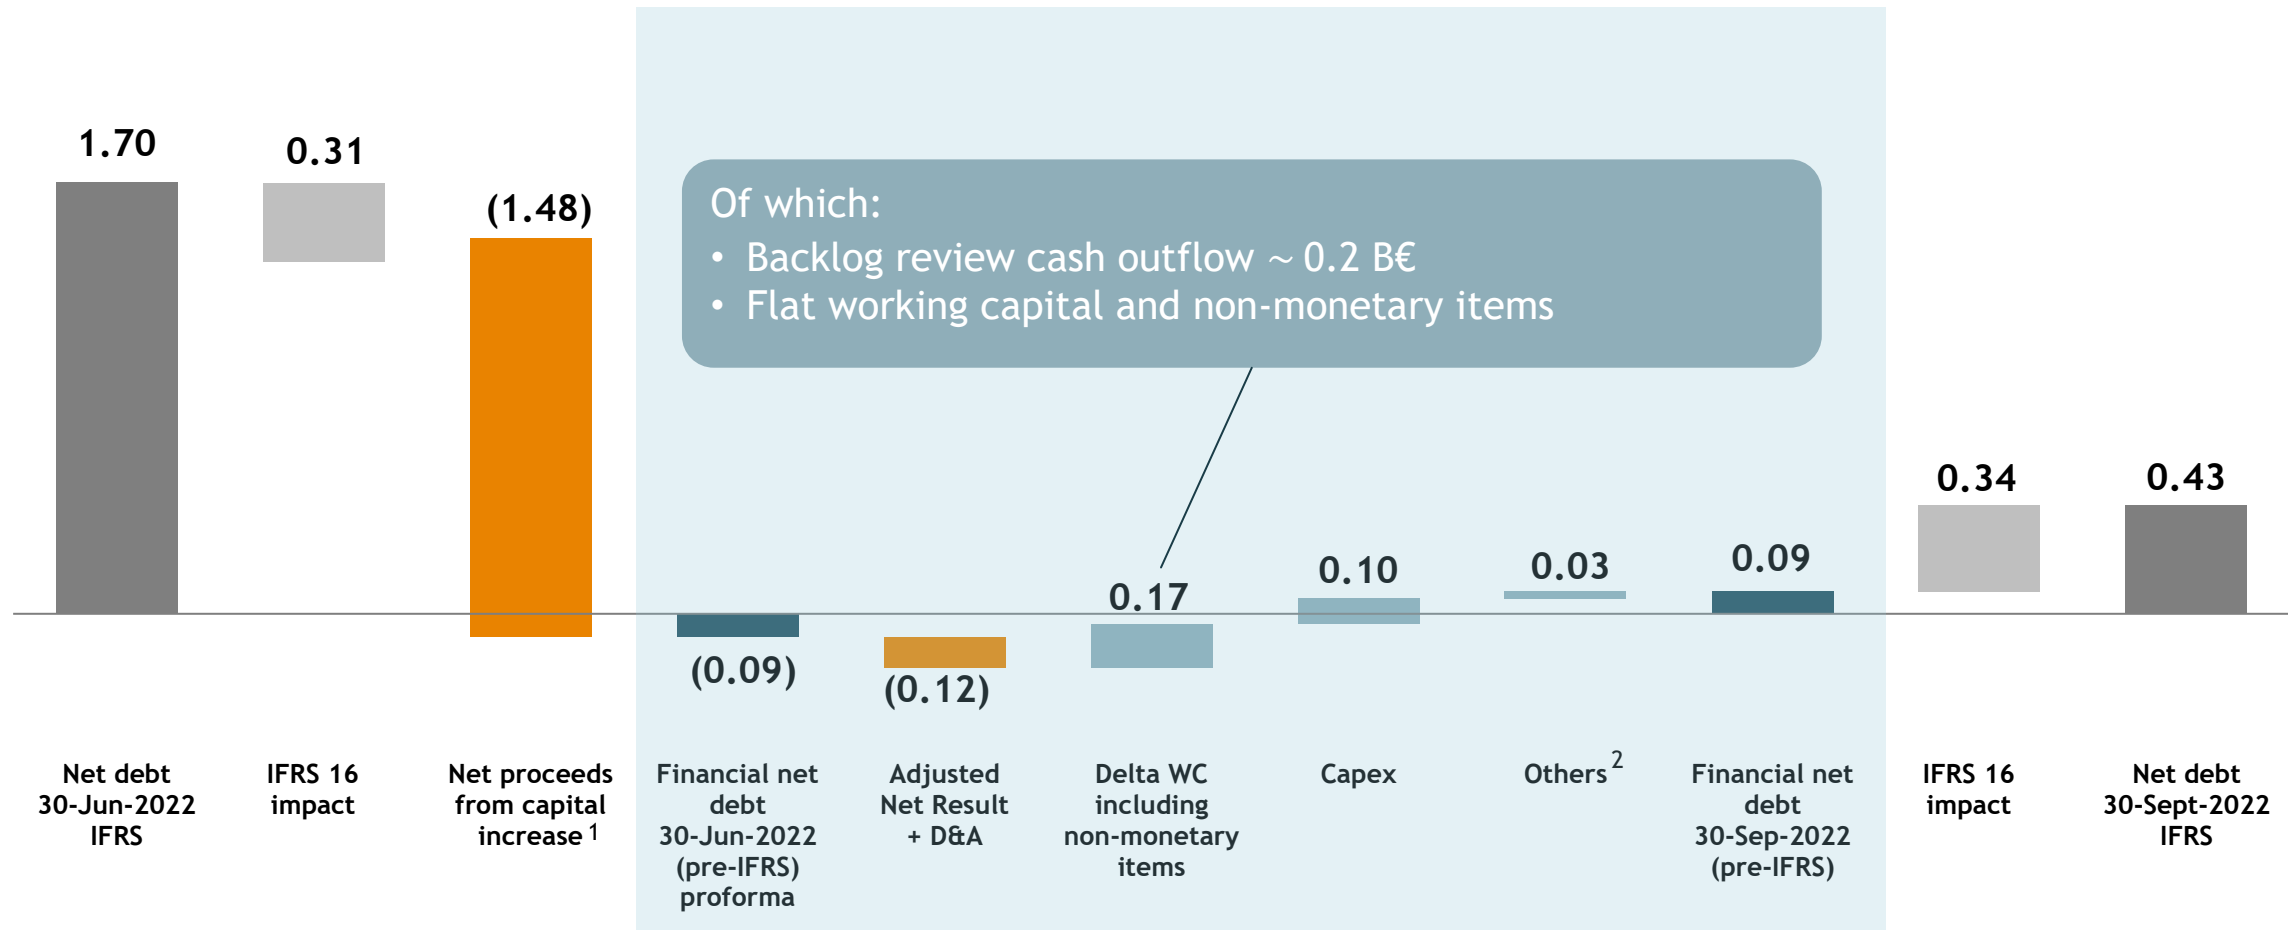 1.70
0.31
(1.48)
Of which:
• Backlog review cash outflow ~ 0.2 B€
• Flat working capital and non-monetary items
(0.09)
(0.12)
0.17
0.10
0.03
0.09
0.34
0.43
Net debt
30-Jun-2022
IFRS
IFRS 16
impact
Net proceeds
from capital
increase 1
Financial net
debt
30-Jun-2022
(pre-IFRS)
proforma
Adjusted
Net Result
+ D&A
Delta WC
including
non-monetary
items
Capex
Others 2
Financial net
debt
30-Sep-2022
(pre-IFRS)
IFRS 16
impact
Net debt
30-Sept-2022
IFRS